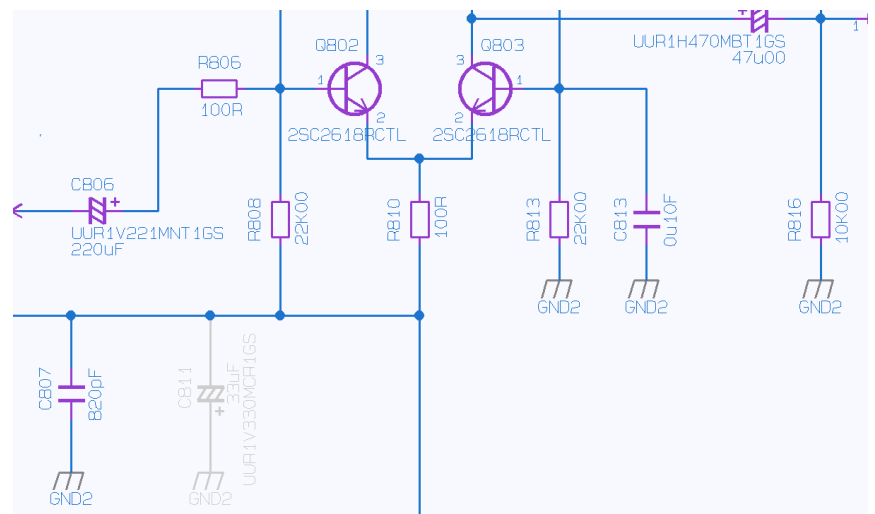 Q802
Q803
UUR1H470MBT1GS
47u00
1
R806
3
3
1
1
100R
2
2
2SC2618RCTL
2SC2618RCTL
C806
+
UUR1V221MNT1GS
220uF
R808
22K00
R810
100R
R813
22K00
C813
0u10F
R816
10K00
GND2
GND2
GND2
C807
820pF
C811
33uF
UUR1V330MCR1GS
+
GND2
GND2